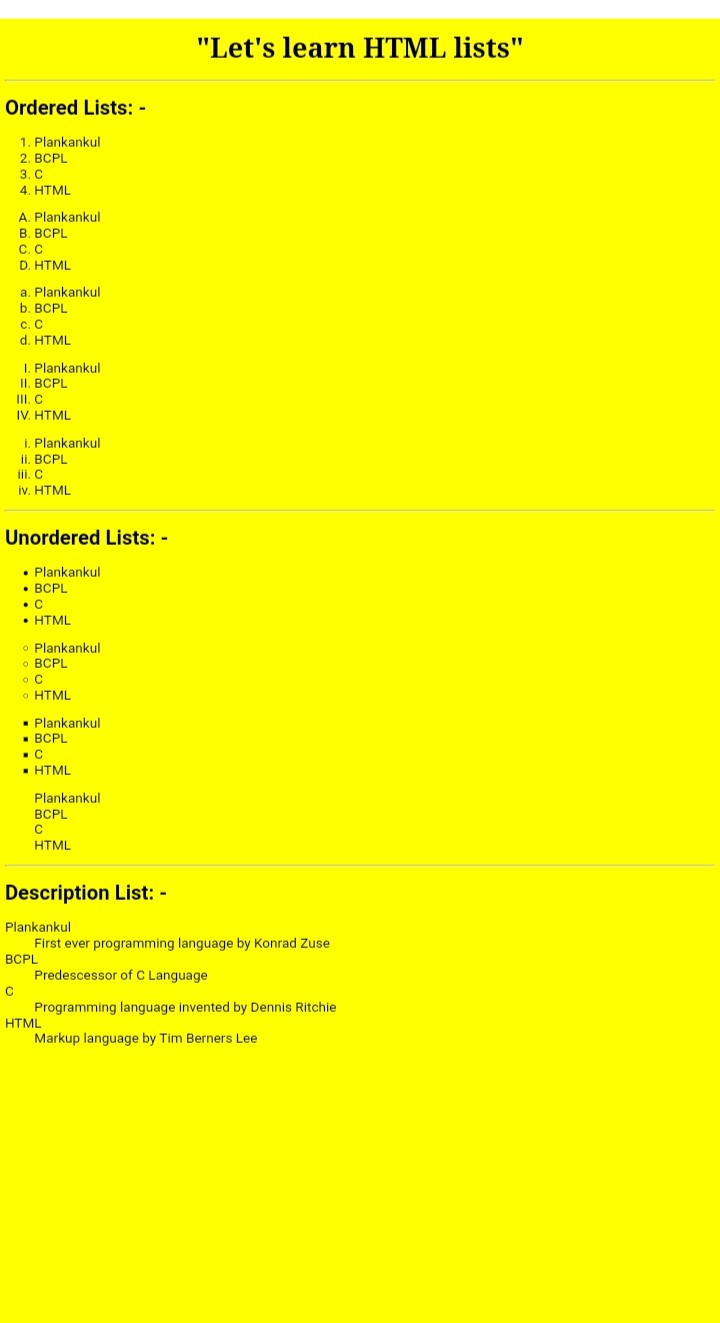 "Let's learn HTML lists"
Ordered Lists: -
1. Plankankul
2. BCPL
3. C
4. HTML
A. Plankankul
B. BCPL
C. C
D. HTML
a. Plankankul
b. BCPL
c. C
d. HTML
I. Plankankul
II. BCPL
III. C
IV. HTML
i. Plankankul
ii. BCPL
iii. C
iv. HTML
Unordered Lists: -
• Plankankul
• BCPL
• C
• HTML
◦ Plankankul
◦ BCPL
◦ C
◦ HTML
▪ Plankankul
▪ BCPL
▪ C
▪ HTML
Plankankul
BCPL
C
HTML
Description List: -
Plankankul
First ever programming language by Konrad Zuse
BCPL
Predescessor of C Language
C
Programming language invented by Dennis Ritchie
HTML
Markup language by Tim Berners Lee